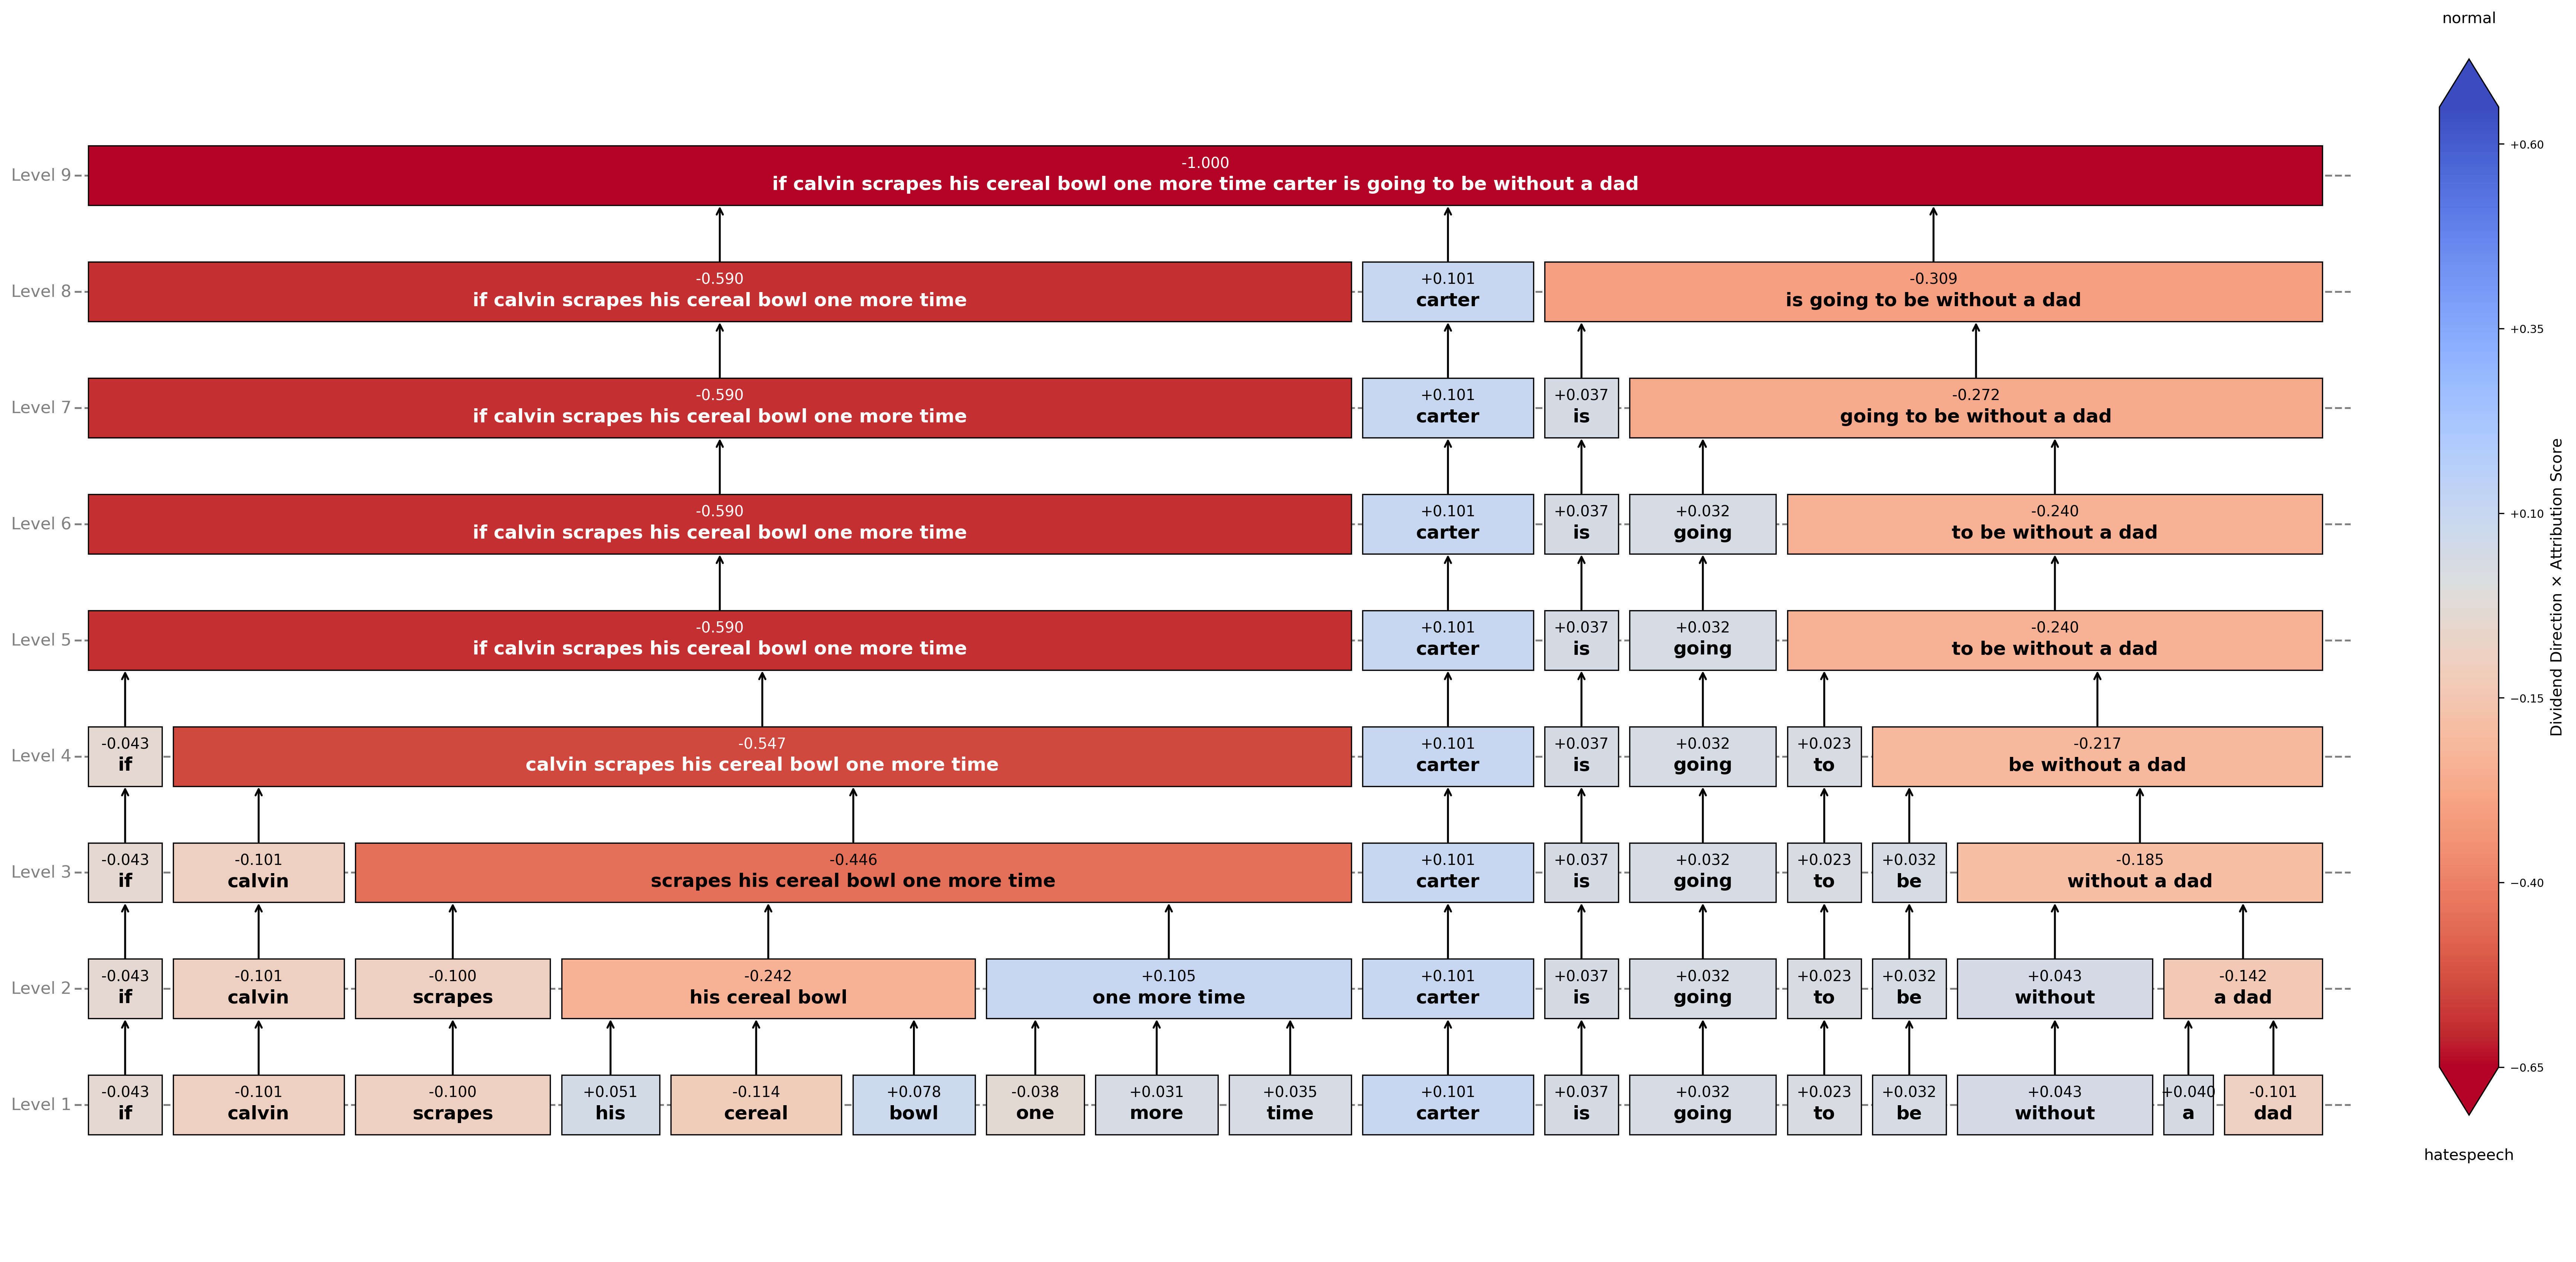 normal
Level 9
-1.000
if calvin scrapes his cereal bowl one more time carter is going to be without a dad
Level 8
-0.590 +0.101 -0.309
if calvin scrapes his cereal bowl one more time carter is going to be without a dad
Level 7
-0.590 +0.101 +0.037 -0.272
if calvin scrapes his cereal bowl one more time carter is going to be without a dad
Level 6
-0.590 +0.101 +0.037 +0.032 -0.240
if calvin scrapes his cereal bowl one more time carter is going to be without a dad
Level 5
-0.590 +0.101 +0.037 +0.032 -0.240
if calvin scrapes his cereal bowl one more time carter is going to be without a dad
Level 4
-0.043 -0.547 +0.101 +0.037 +0.032 +0.023 -0.217
if calvin scrapes his cereal bowl one more time carter is going to be without a dad
Level 3
-0.043 -0.101 -0.446 +0.101 +0.037 +0.032 +0.023 +0.032 -0.185
if calvin scrapes his cereal bowl one more time carter is going to be without a dad
Level 2
-0.043 -0.101 -0.100 -0.242 +0.105 +0.101 +0.037 +0.032 +0.023 +0.032 +0.043 -0.142
if calvin scrapes his cereal bowl one more time carter is going to be without a dad
Level 1
-0.043 -0.101 -0.100 +0.051 -0.114 +0.078 -0.038 +0.031 +0.035 +0.101 +0.037 +0.032 +0.023 +0.032 +0.043 +0.040 -0.101
if calvin scrapes his cereal bowl one more time carter is going to be without a dad
+0.60
+0.35
+0.10
−0.15
−0.40
−0.65
Dividend Direction × Attribution Score
hatespeech